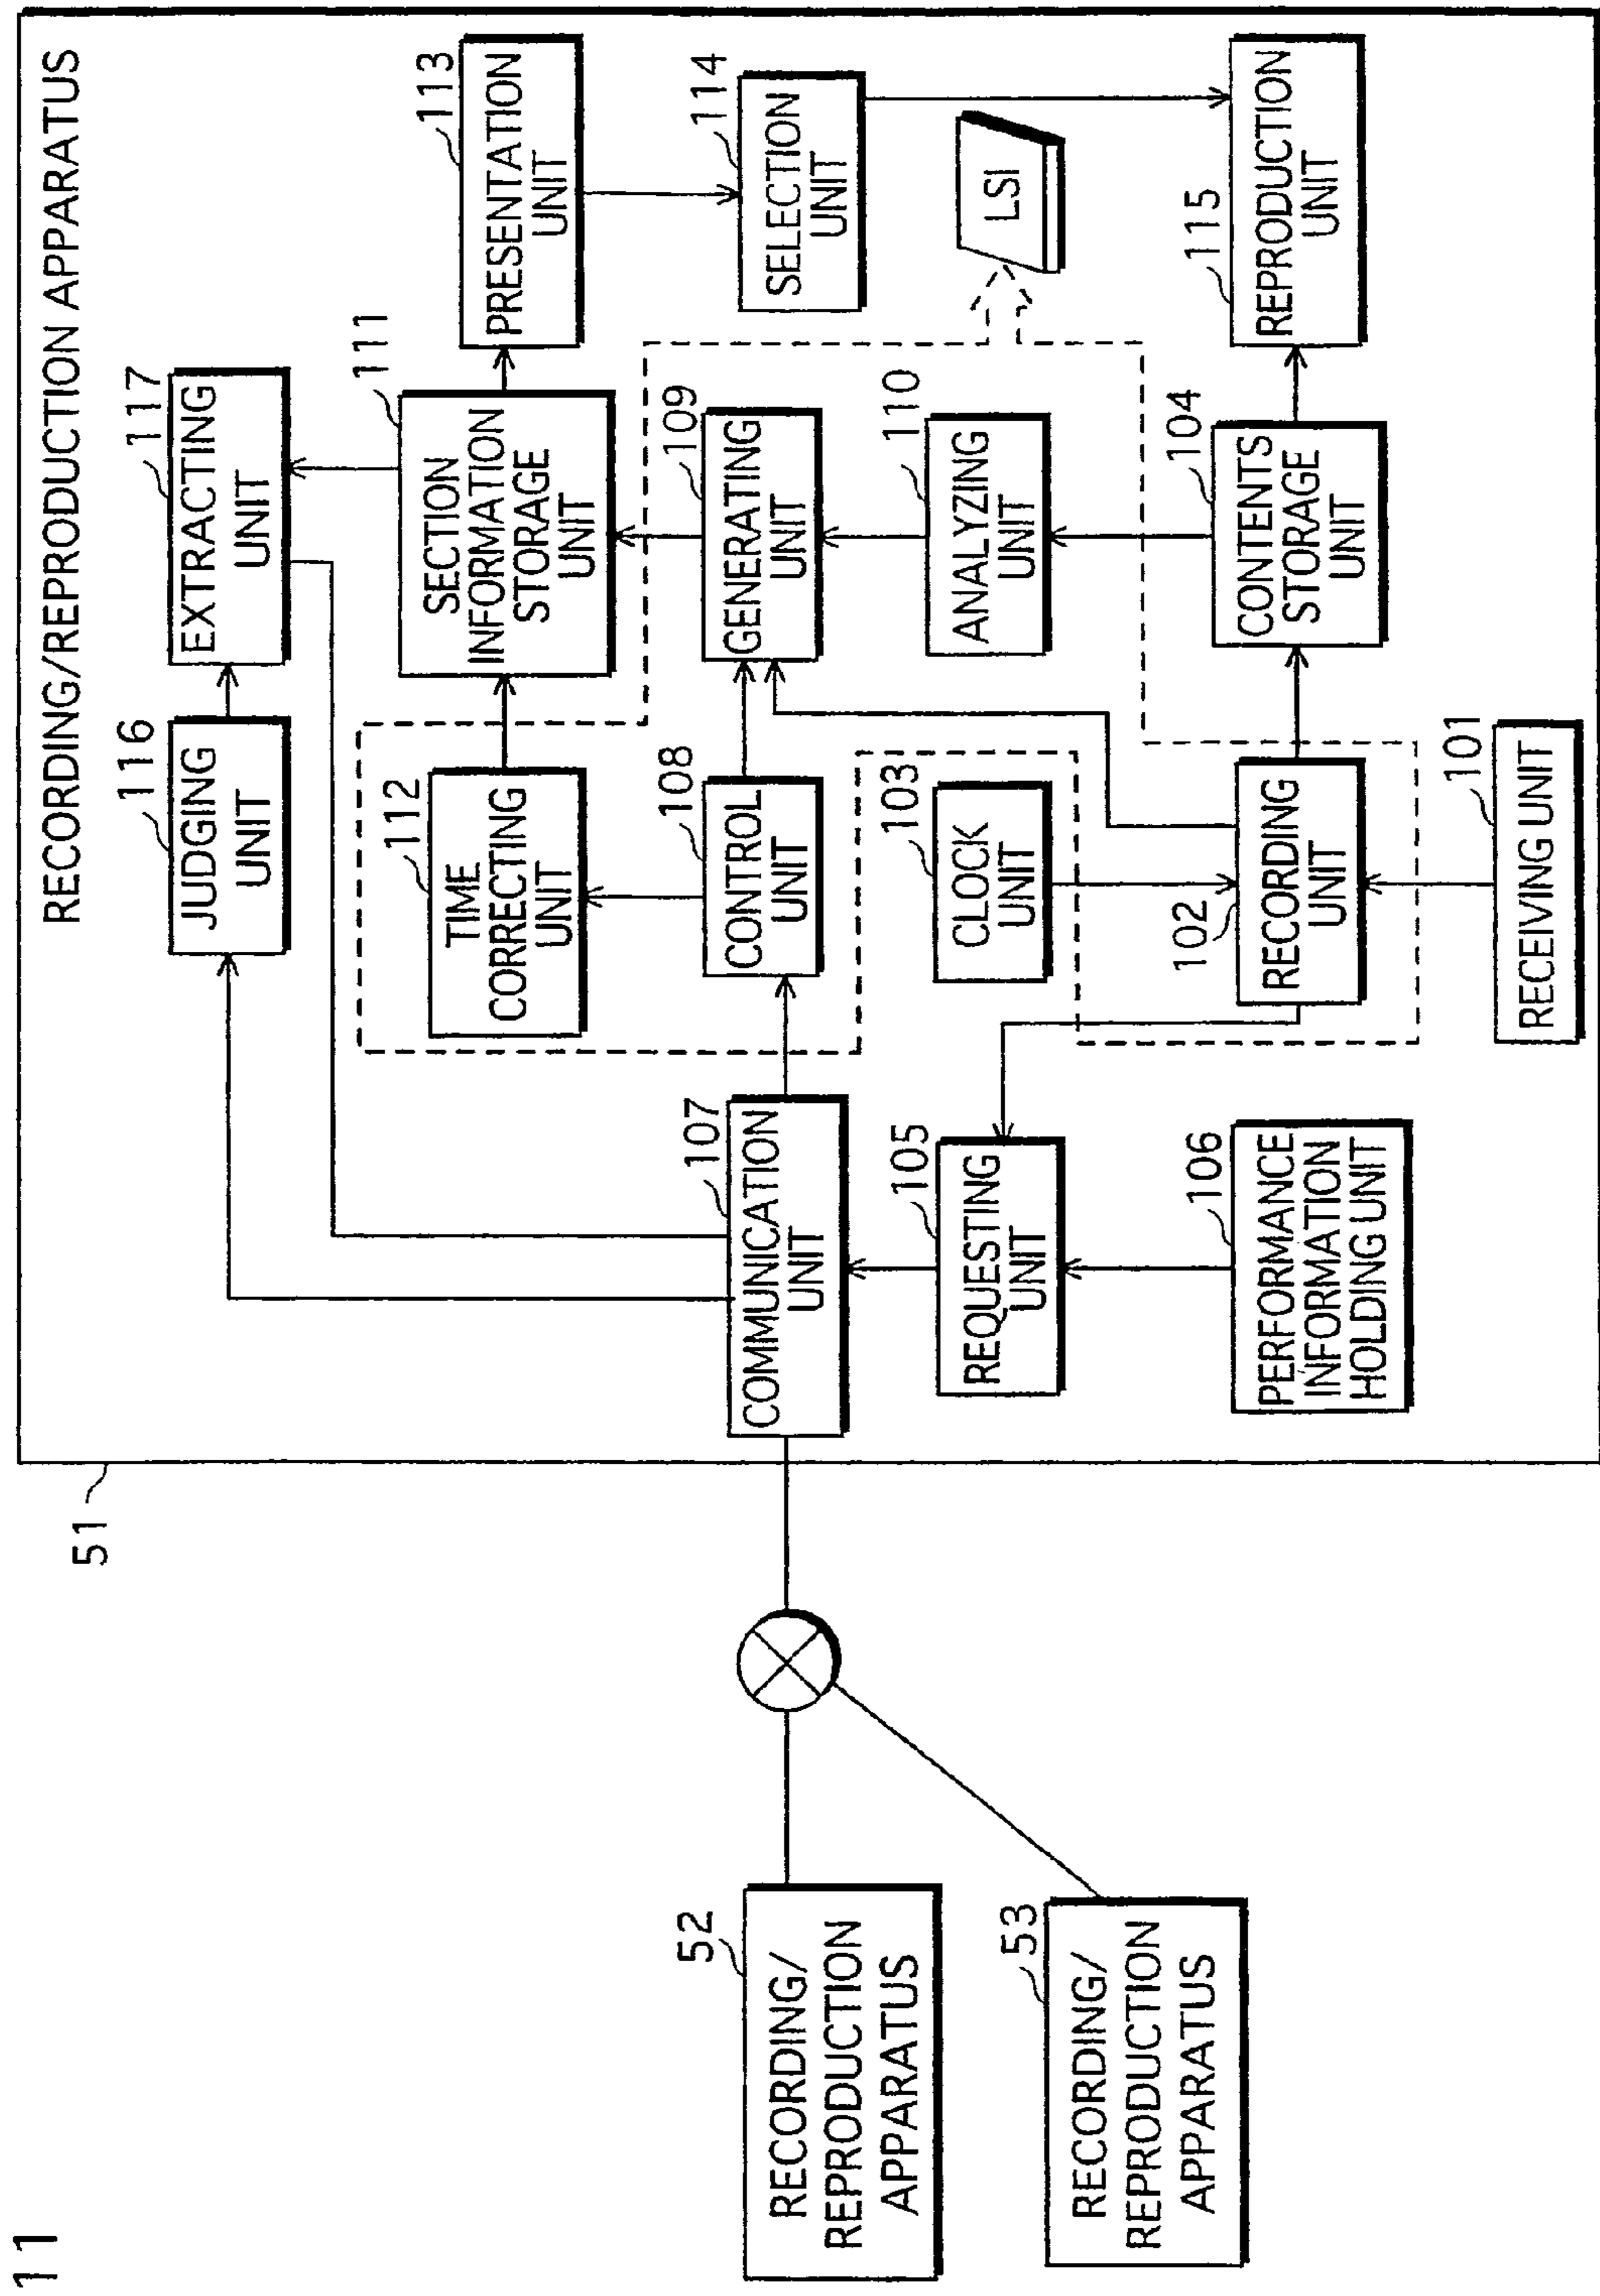 11
51
RECORDING/REPRODUCTION APPARATUS
116
JUDGING
UNIT
117
EXTRACTING
UNIT
112
TIME
CORRECTING
UNIT
111
SECTION
INFORMATION
STORAGE
UNIT
113
PRESENTATION
UNIT
52
RECORDING/
REPRODUCTION
APPARATUS
107
COMMUNICATION
UNIT
108
CONTROL
UNIT
109
GENERATING
UNIT
114
SELECTION
UNIT
53
RECORDING/
REPRODUCTION
APPARATUS
105
REQUESTING
UNIT
103
CLOCK
UNIT
110
ANALYZING
UNIT
LSI
106
PERFORMANCE
INFORMATION
HOLDING UNIT
102
RECORDING
UNIT
104
CONTENTS
STORAGE
UNIT
115
REPRODUCTION
UNIT
101
RECEIVING UNIT